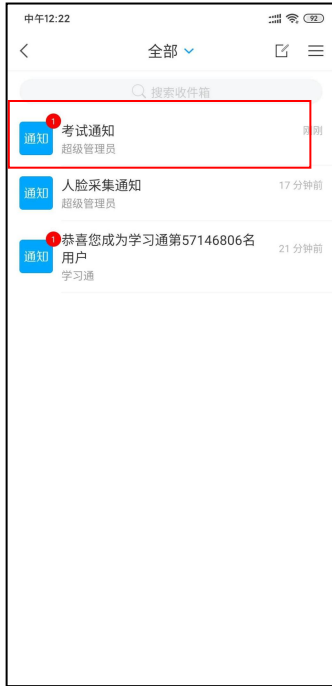 中午12:22
92
全部
搜索收件箱
1
通知
考试通知
刚刚
超级管理员
通知
人脸采集通知
17 分钟前
超级管理员
1
通知
恭喜您成为学习通第57146806名
用户
21 分钟前
学习通